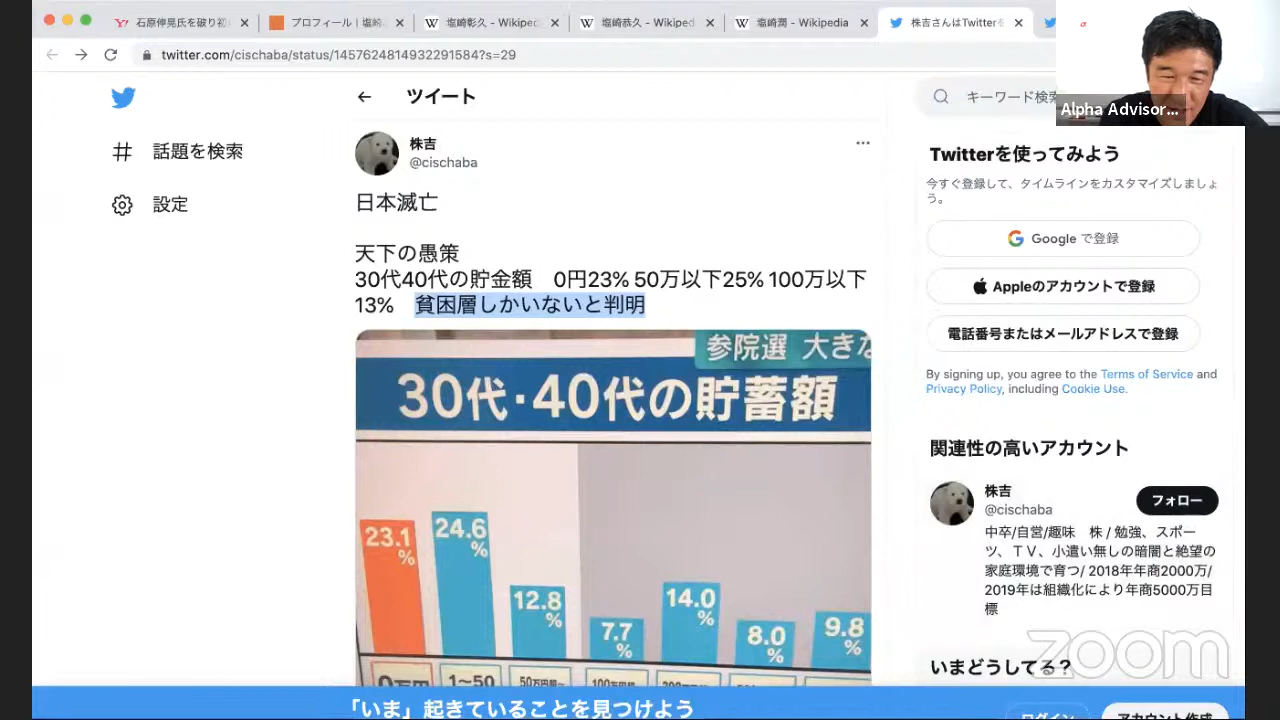 石原伸晃氏を破り初
プロフィール | 塩崎
塩崎彰久 - Wikipe
塩崎恭久 - Wikiped
塩崎潤 - Wikipedia
株吉さんはTwitterを
twitter.com/cischaba/status/1457624814932291584?s=29
Alpha Advisor...
ツイート
キーワード検索
話題を検索
設定
株吉
@cischaba
日本滅亡
天下の愚策
30代40代の貯金額　0円23% 50万以下25% 100万以下
13%　貧困層しかいないと判明
参院選 大きな
30代・40代の貯蓄額
23.1%
24.6%
12.8%
7.7%
14.0%
8.0%
9.8%
0万円
1〜50
Twitterを使ってみよう
今すぐ登録して、タイムラインをカスタマイズしましょ
う。
Google で登録
Appleのアカウントで登録
電話番号またはメールアドレスで登録
By signing up, you agree to the Terms of Service and
Privacy Policy, including Cookie Use.
関連性の高いアカウント
株吉
@cischaba
フォロー
中卒/自営/趣味　株 / 勉強、スポー
ツ、ＴＶ、小遣い無しの暗闇と絶望の
家庭環境で育つ/ 2018年年商2000万/
2019年は組織化により年商5000万目
標
いまどうしてる？
zoom
「いま」起きていることを見つけよう
ログイン
アカウント作成